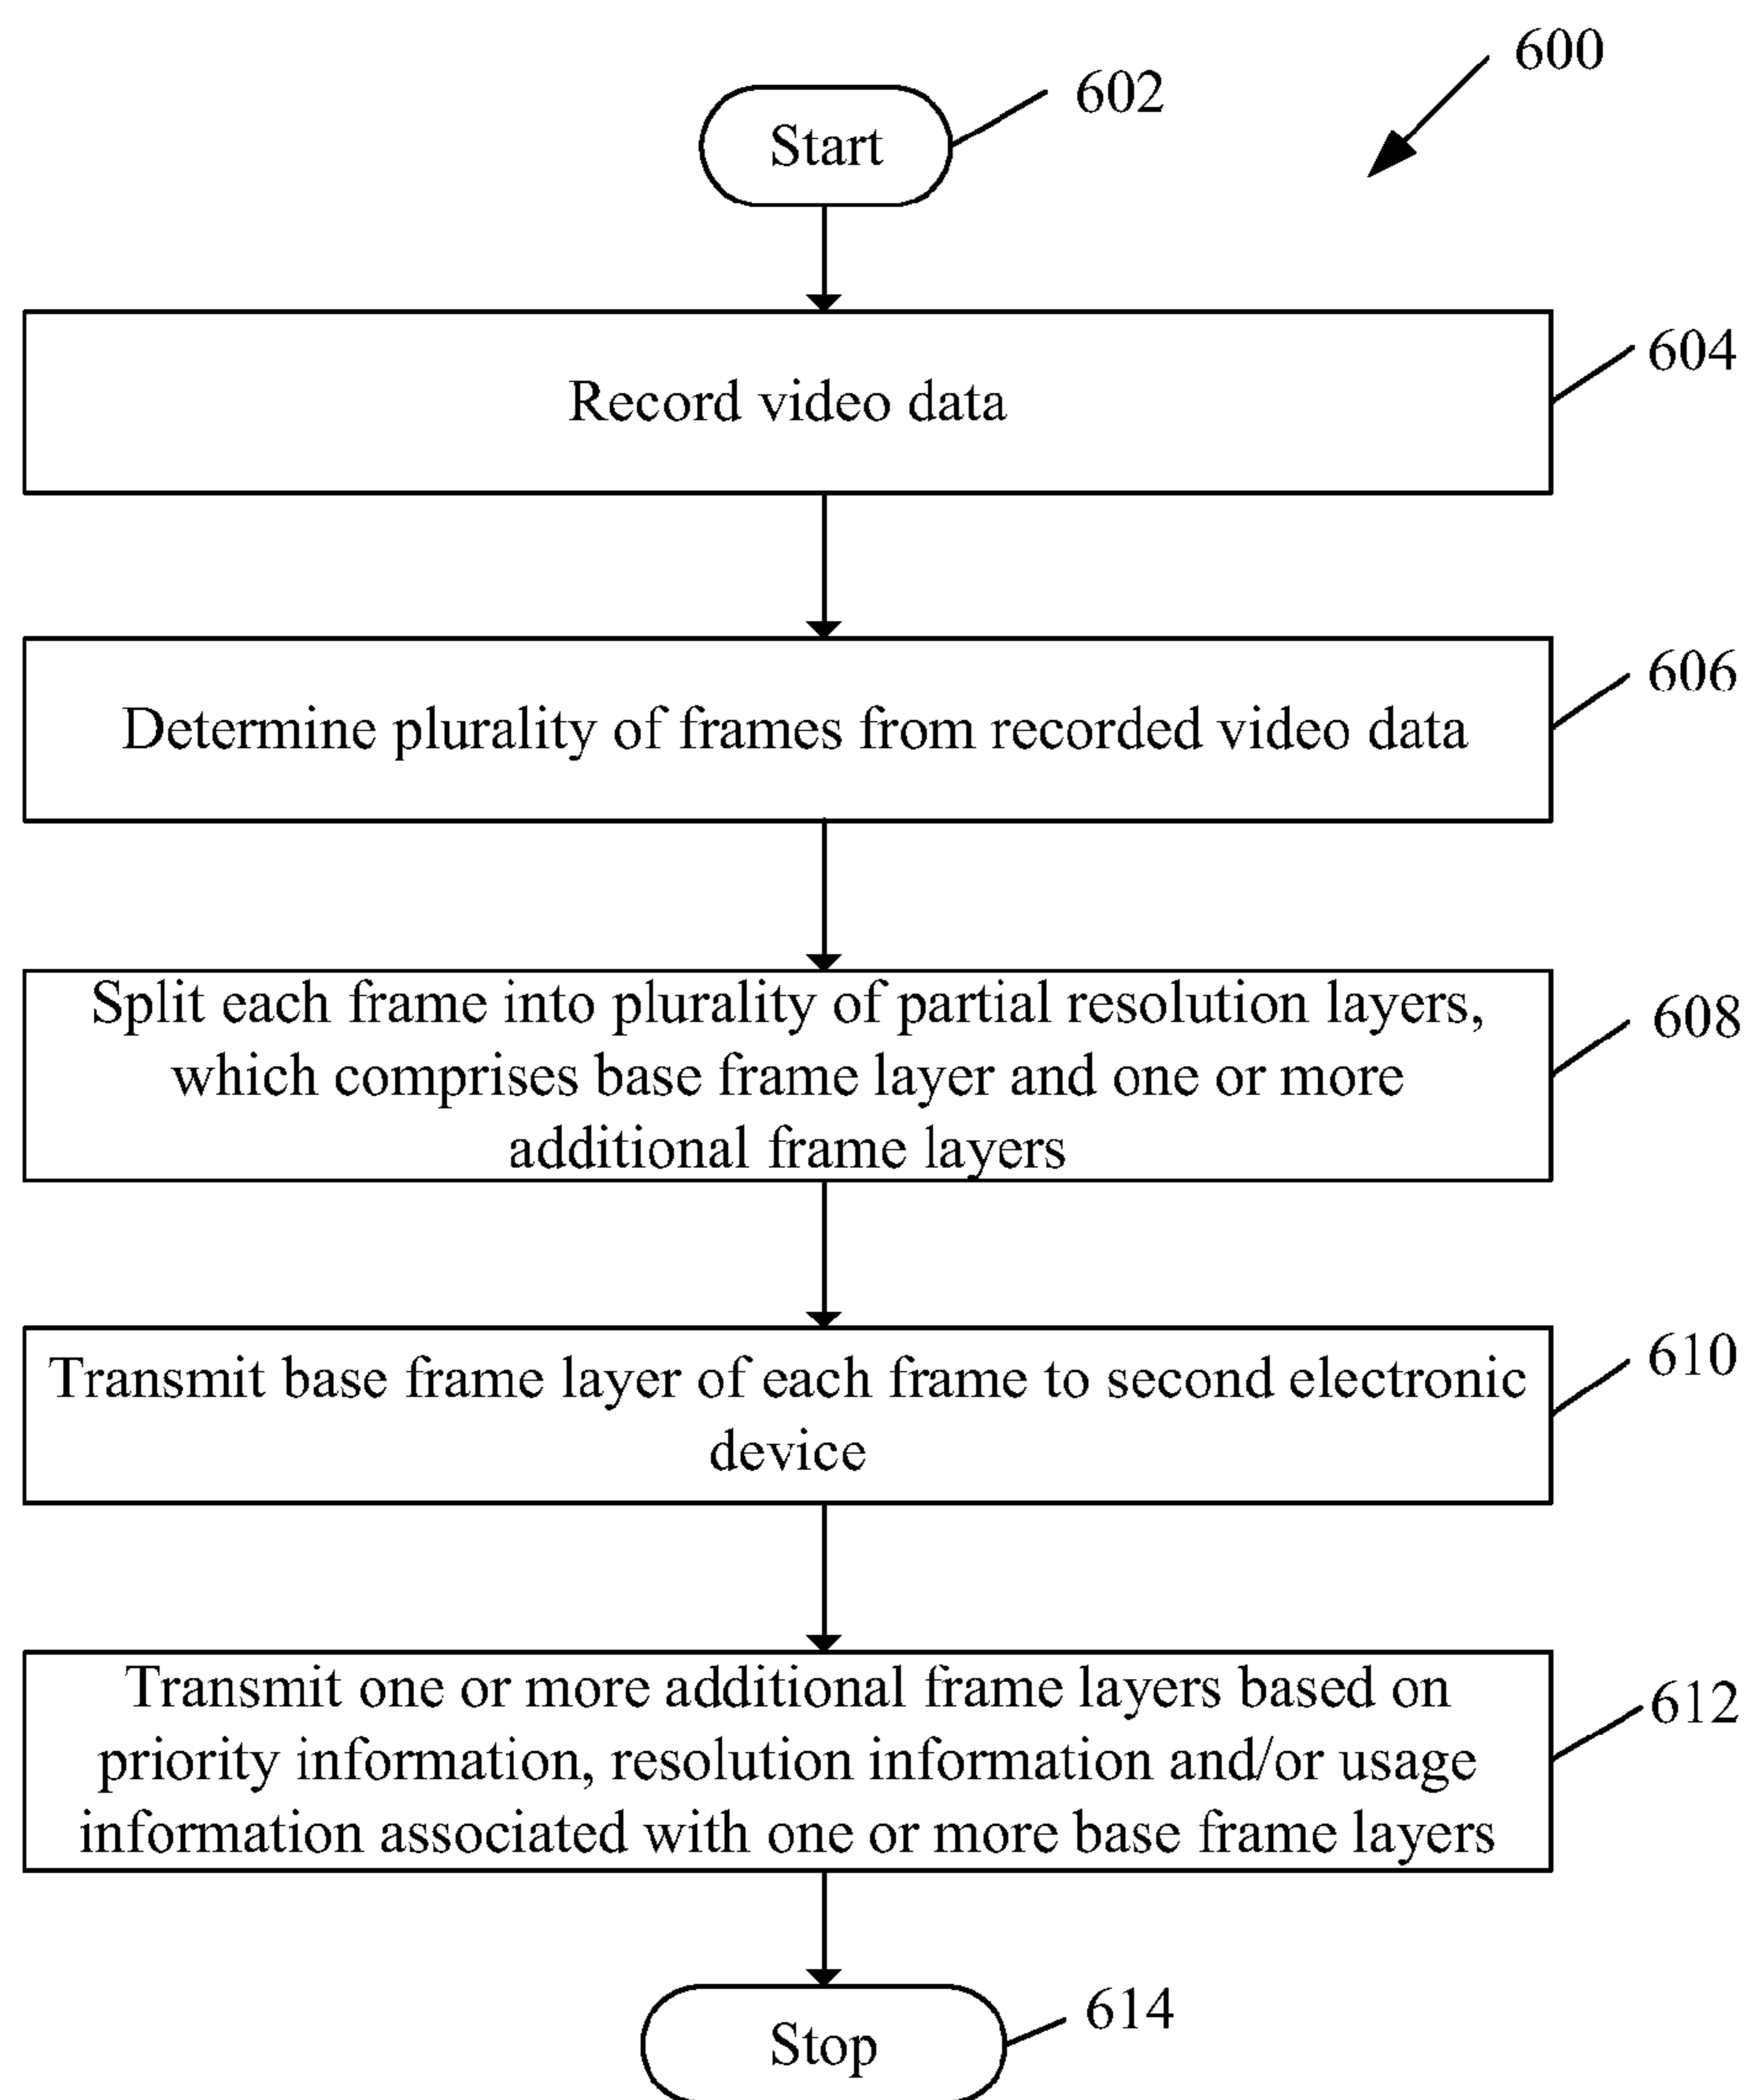 600
602
Start
604
Record video data
606
Determine plurality of frames from recorded video data
608
Split each frame into plurality of partial resolution layers,
which comprises base frame layer and one or more
additional frame layers
610
Transmit base frame layer of each frame to second electronic
device
612
Transmit one or more additional frame layers based on
priority information, resolution information and/or usage
information associated with one or more base frame layers
614
Stop